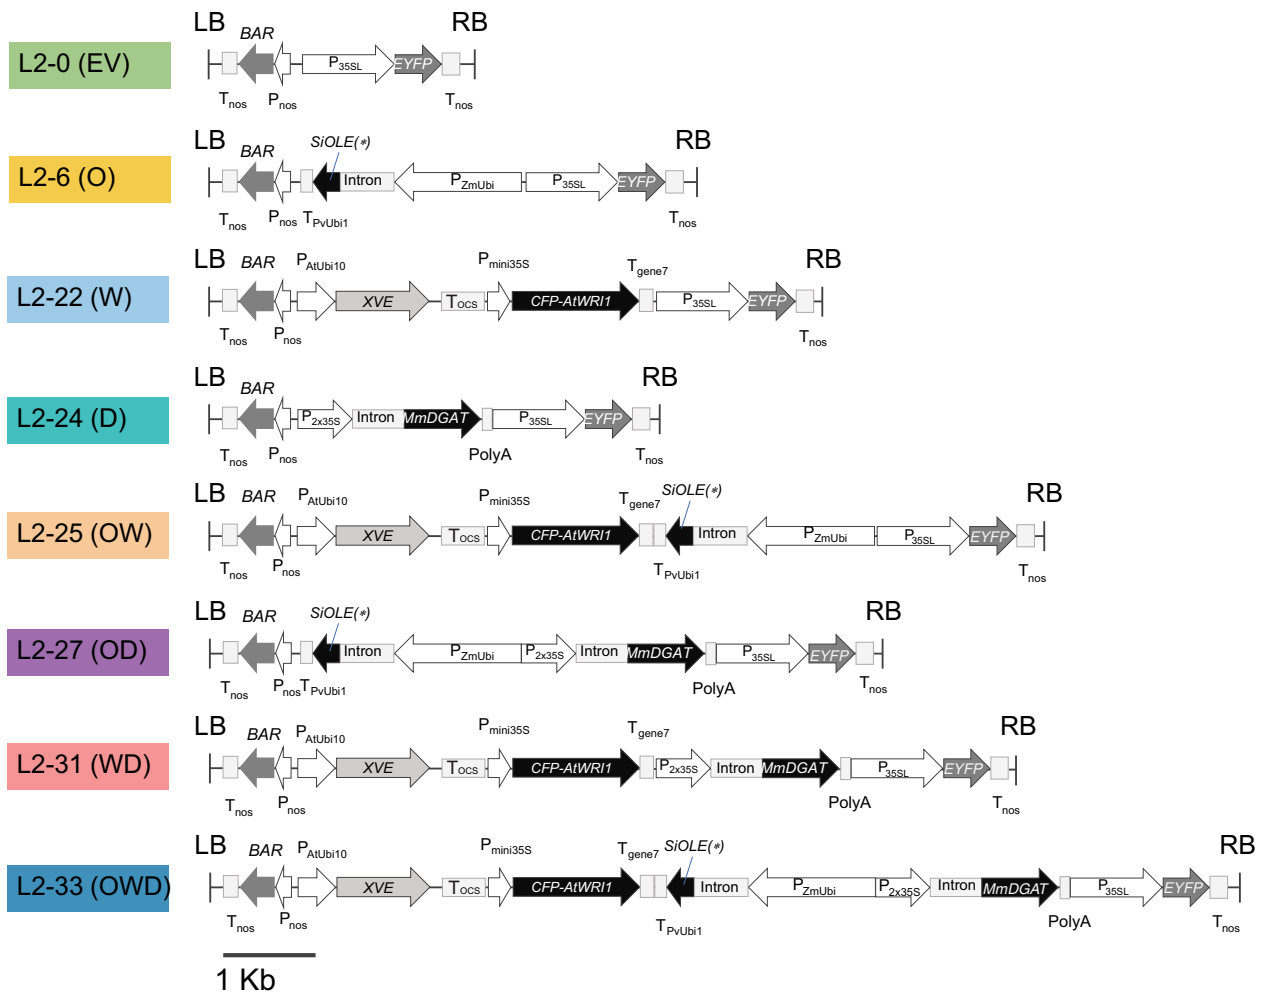 LB RB
BAR
L2-0 (EV) P35SL EYFP
Tnos Pnos Tnos
LB SiOLE(*) RB
BAR
L2-6 (O) Intron PZmUbi P35SL EYFP
Tnos Pnos TPvUbi1 Tnos
LB BAR PAtUbi10 Pmini35S Tgene7 RB
L2-22 (W) XVE TOCS CFP-AtWRI1 P35SL EYFP
Tnos Pnos Tnos
LB RB
BAR
L2-24 (D) P2x35S Intron MmDGAT P35SL EYFP
Tnos Pnos PolyA Tnos
LB BAR PAtUbi10 Pmini35S Tgene7 SiOLE(*) RB
L2-25 (OW) XVE TOCS CFP-AtWRI1 Intron PZmUbi P35SL EYFP
Tnos Pnos TPvUbi1 Tnos
LB BAR SiOLE(*) RB
L2-27 (OD) Intron PZmUbi P2x35S Intron MmDGAT P35SL EYFP
Tnos Pnos TPvUbi1 PolyA Tnos
LB BAR PAtUbi10 Pmini35S Tgene7 RB
L2-31 (WD) XVE TOCS CFP-AtWRI1 P2x35S Intron MmDGAT P35SL EYFP
Tnos Pnos PolyA Tnos
LB BAR PAtUbi10 Pmini35S Tgene7 SiOLE(*) RB
L2-33 (OWD) XVE TOCS CFP-AtWRI1 Intron PZmUbi P2x35S Intron MmDGAT P35SL EYFP
Tnos Pnos TPvUbi1 PolyA Tnos
1 Kb